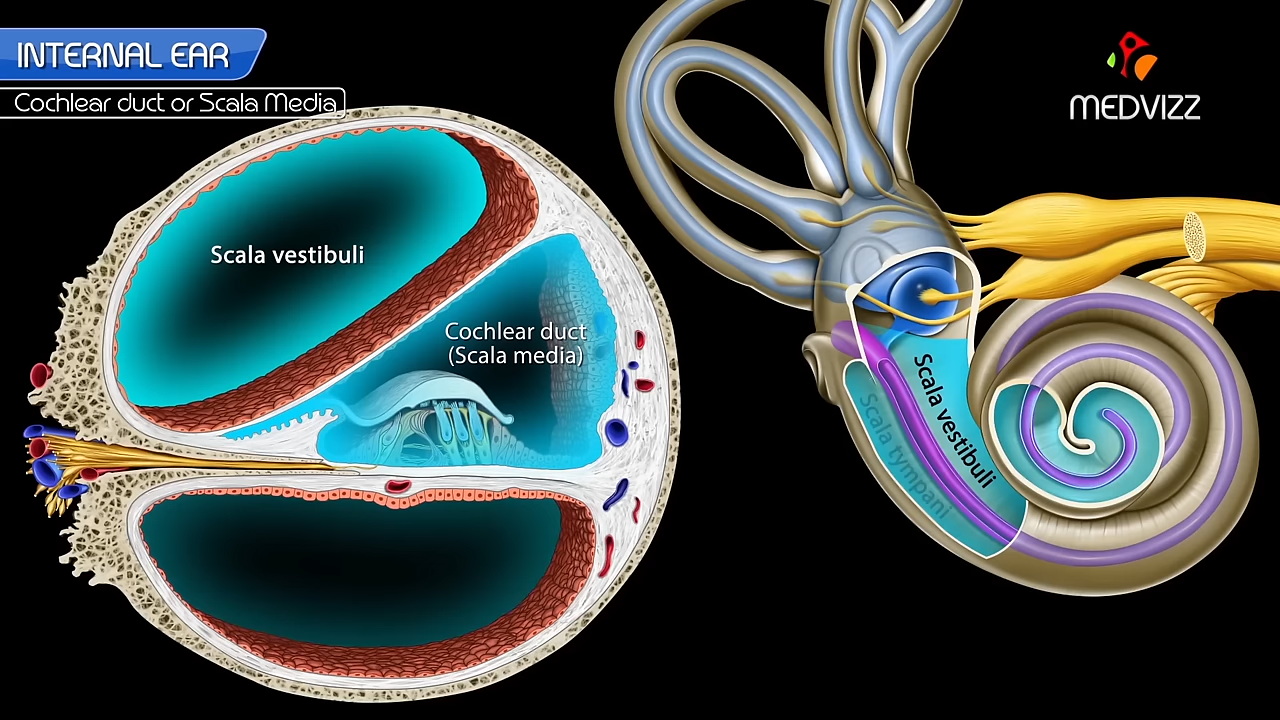 INTERNAL EAR
Cochlear duct or Scala Media
MEDVIZZ
Scala vestibuli
Cochlear duct
(Scala media)
Scala vestibuli
Scala tympani